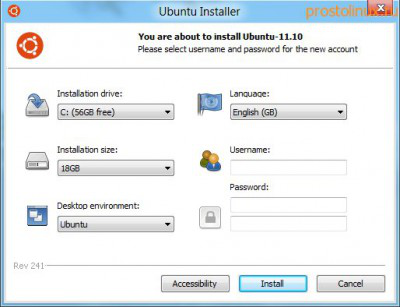 Ubuntu Installer
prostolinux.ru
You are about to install Ubuntu-11.10
Please select username and password for the new account
Installation drive:
C: (56GB free)
Language:
English (GB)
Installation size:
18GB
Username:
Password:
Desktop environment:
Ubuntu
Rev 241
Accessibility
Install
Cancel